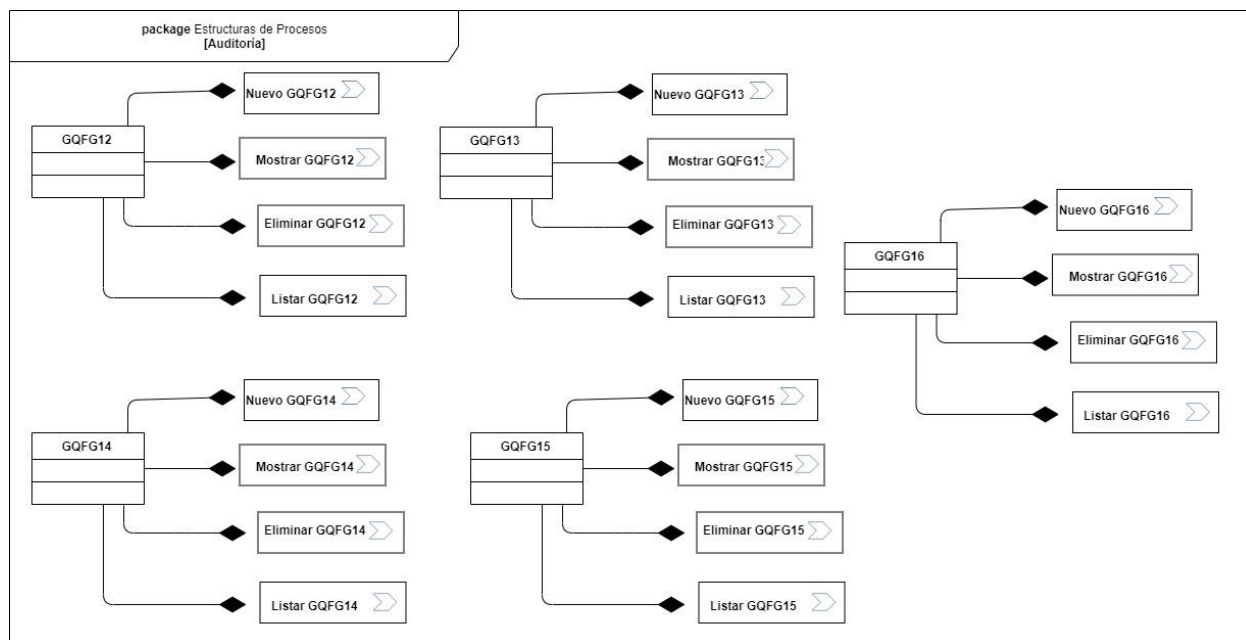 package Estructuras de Procesos
[Auditoría]
GQFG12
Nuevo GQFG12
Mostrar GQFG12
Eliminar GQFG12
Listar GQFG12
GQFG13
Nuevo GQFG13
Mostrar GQFG13
Eliminar GQFG13
Listar GQFG13
GQFG16
Nuevo GQFG16
Mostrar GQFG16
Eliminar GQFG16
Listar GQFG16
GQFG14
Nuevo GQFG14
Mostrar GQFG14
Eliminar GQFG14
Listar GQFG14
GQFG15
Nuevo GQFG15
Mostrar GQFG15
Eliminar GQFG15
Listar GQFG15